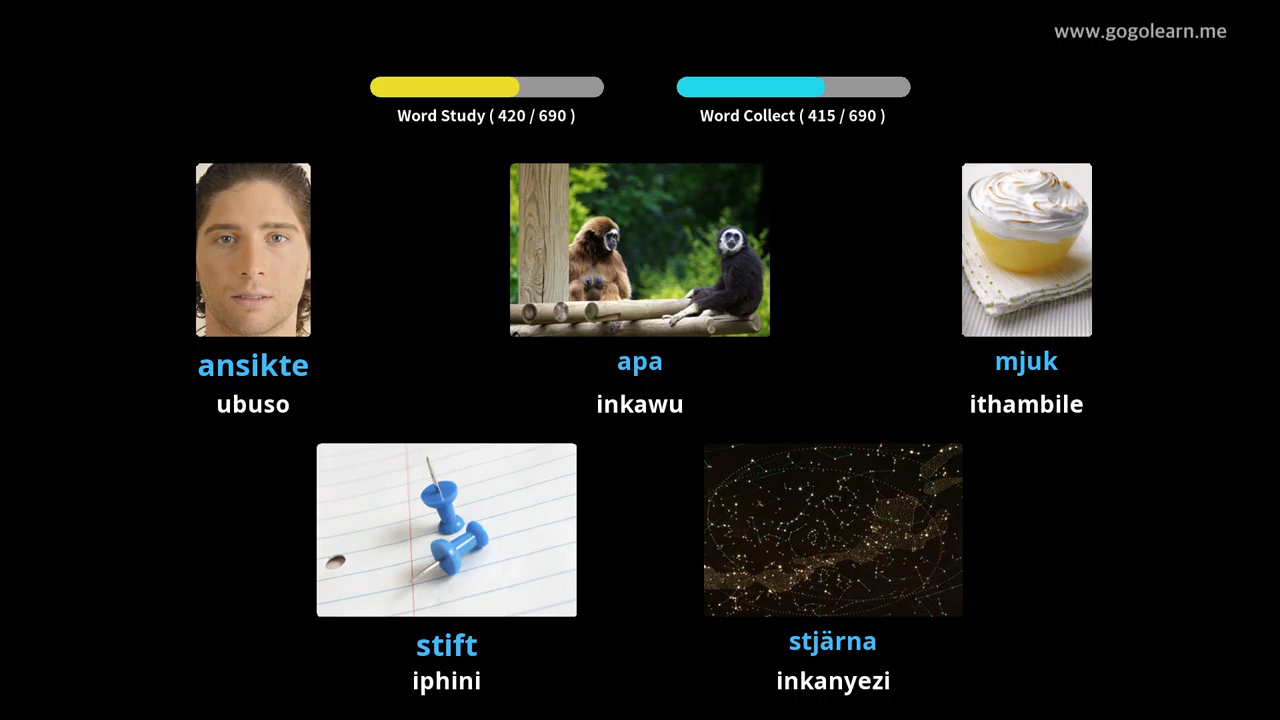 www.gogolearn.me
Word Study ( 420 / 690 )
Word Collect ( 415 / 690 )
ansikte
ubuso
apa
inkawu
mjuk
ithambile
stift
iphini
stjärna
inkanyezi